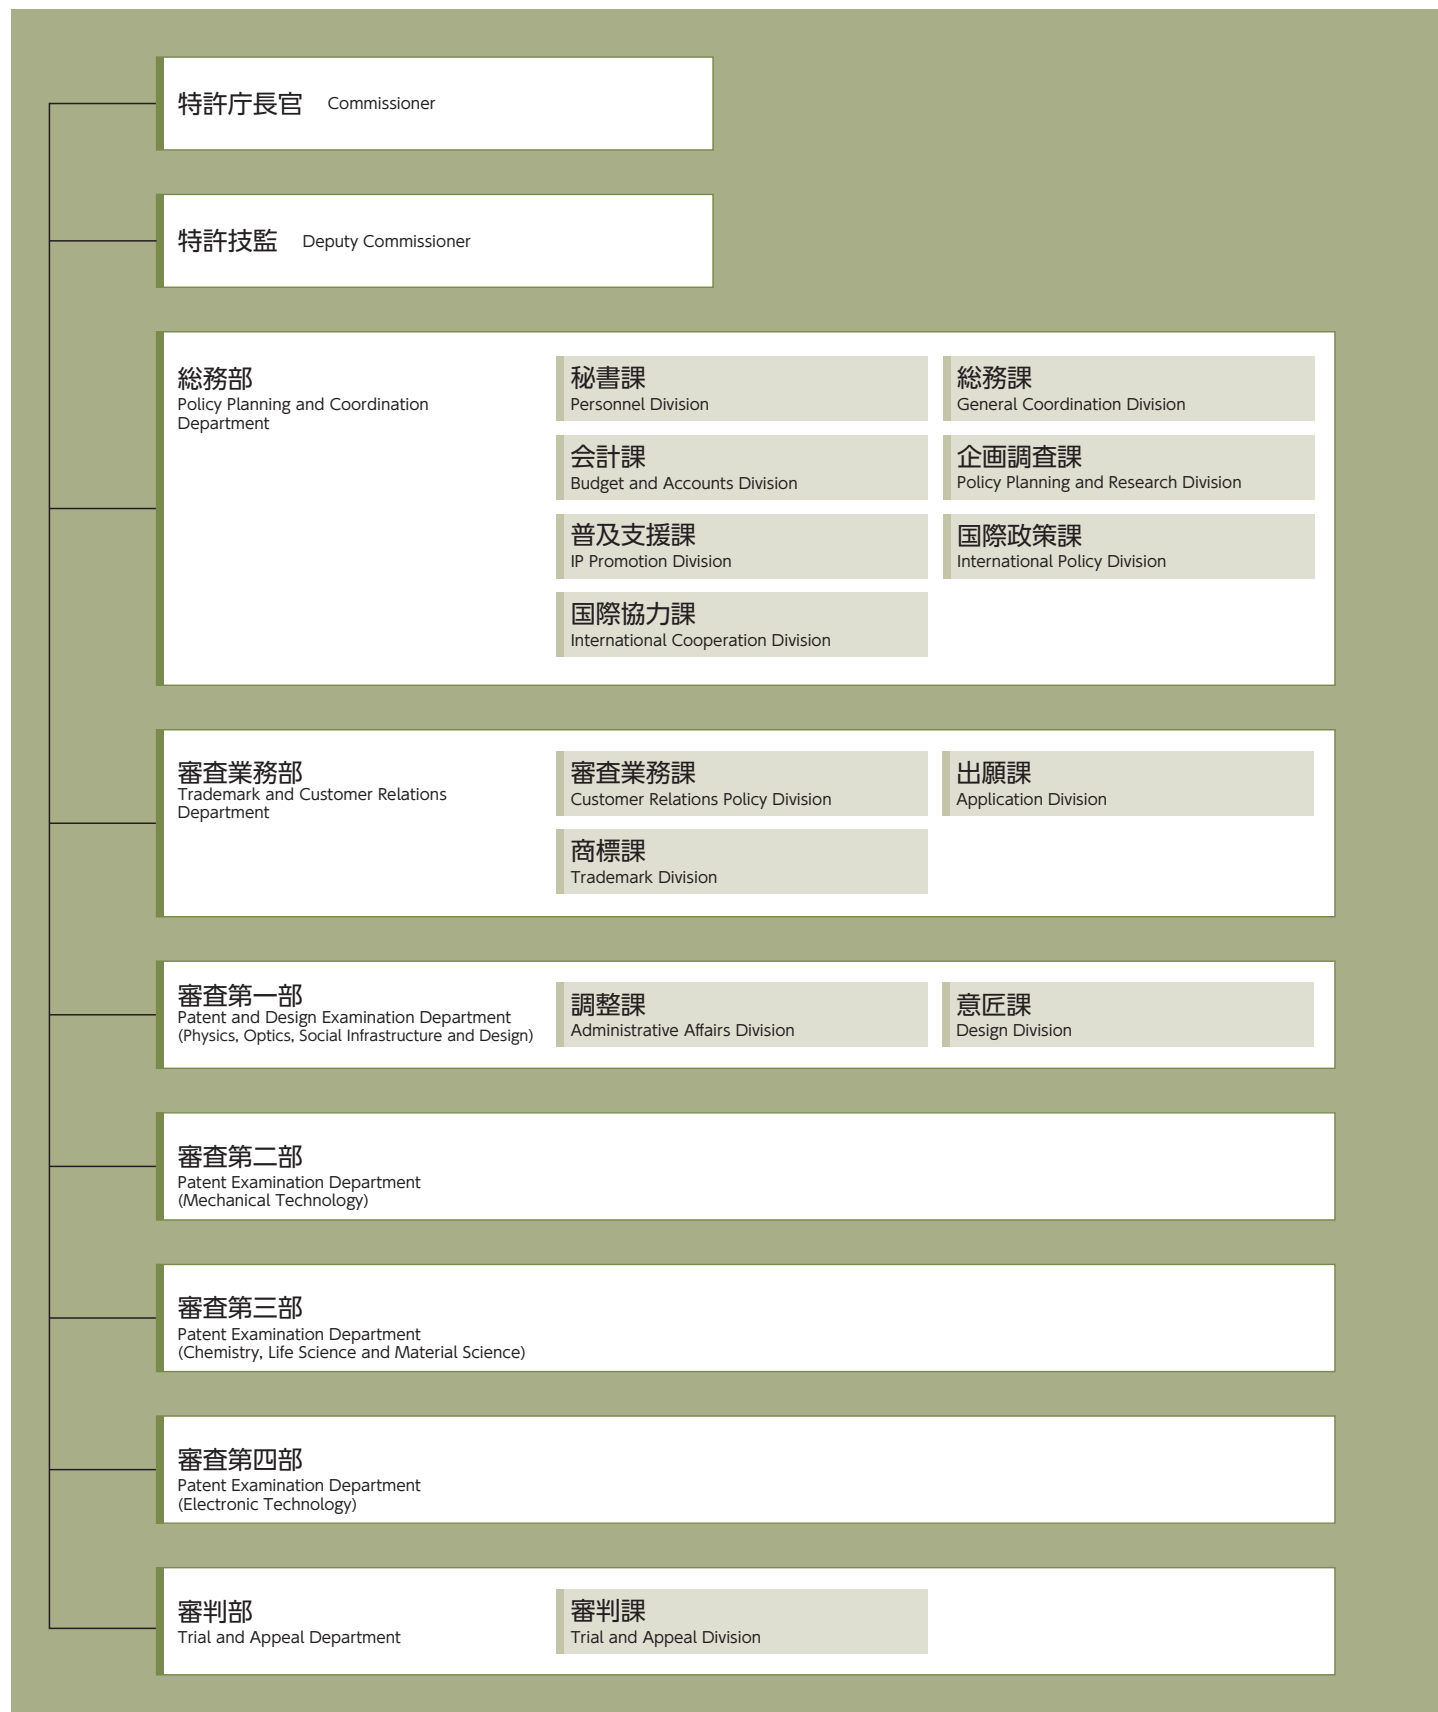 特許庁長官 Commissioner
特許技監 Deputy Commissioner
総務部
Policy Planning and Coordination
Department
秘書課
Personnel Division
総務課
General Coordination Division
会計課
Budget and Accounts Division
企画調査課
Policy Planning and Research Division
普及支援課
IP Promotion Division
国際政策課
International Policy Division
国際協力課
International Cooperation Division
審査業務部
Trademark and Customer Relations
Department
審査業務課
Customer Relations Policy Division
出願課
Application Division
商標課
Trademark Division
審査第一部
Patent and Design Examination Department
(Physics, Optics, Social Infrastructure and Design)
調整課
Administrative Affairs Division
意匠課
Design Division
審査第二部
Patent Examination Department
(Mechanical Technology)
審査第三部
Patent Examination Department
(Chemistry, Life Science and Material Science)
審査第四部
Patent Examination Department
(Electronic Technology)
審判部
Trial and Appeal Department
審判課
Trial and Appeal Division